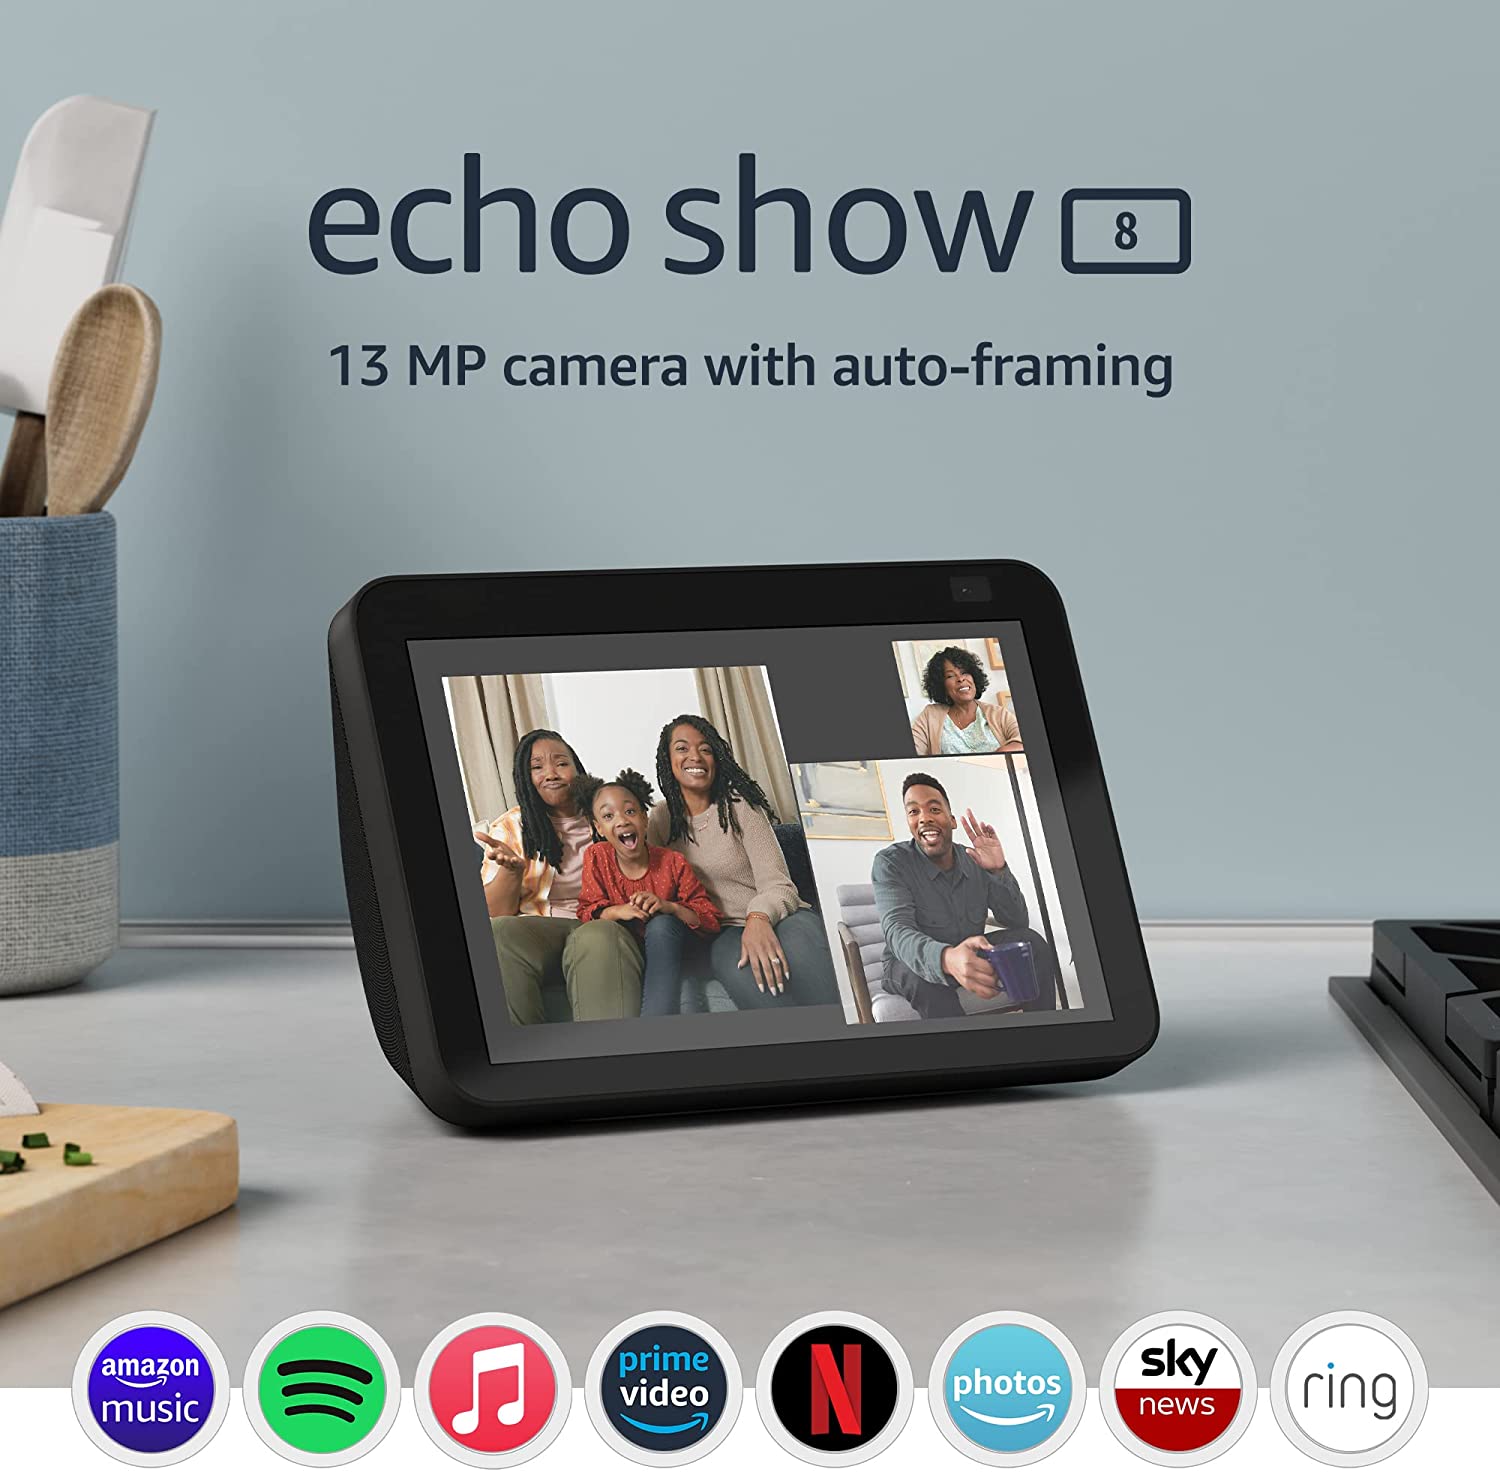 echo show 8
13 MP camera with auto-framing
amazon
music
prime
video
N
photos
sky
news
ring